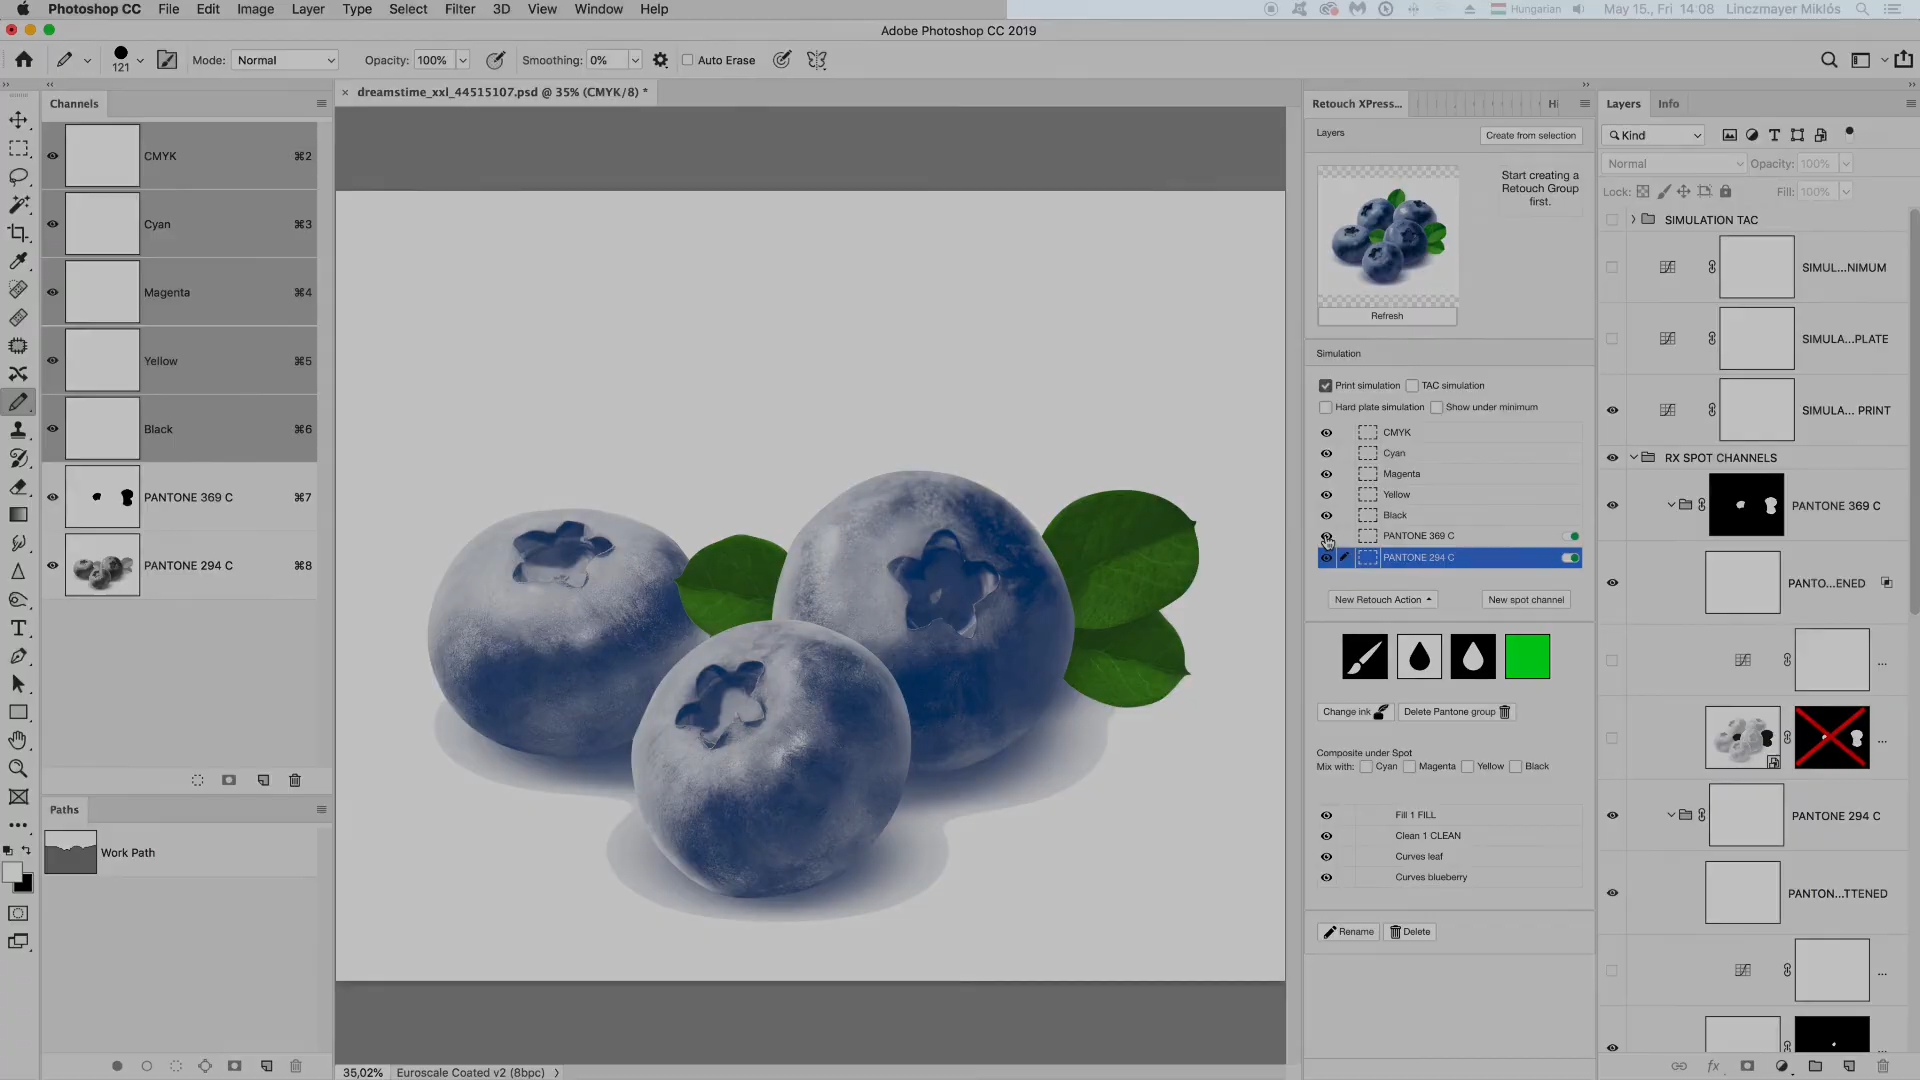 Photoshop CC File Edit Image Layer Type Select Filter 3D View Window Help
Hungarian May 15., Fri 14:08 Linczmayer Miklós
Adobe Photoshop CC 2019
121 Mode: Normal Opacity: 100% Smoothing: 0% Auto Erase
Channels
CMYK ⌘2
Cyan ⌘3
Magenta ⌘4
Yellow ⌘5
Black ⌘6
PANTONE 369 C ⌘7
PANTONE 294 C ⌘8
Paths
Work Path
× dreamstime_xxl_44515107.psd @ 35% (CMYK/8) *
35,02% Euroscale Coated v2 (8bpc) >
Retouch XPress... Hi
Layers Create from selection
Start creating a
Retouch Group
first.
Refresh
Simulation
Print simulation TAC simulation
Hard plate simulation Show under minimum
CMYK
Cyan
Magenta
Yellow
Black
PANTONE 369 C
PANTONE 294 C
New Retouch Action New spot channel
Change ink Delete Pantone group
Composite under Spot
Mix with: Cyan Magenta Yellow Black
Fill 1 FILL
Clean 1 CLEAN
Curves leaf
Curves blueberry
Rename Delete
Layers Info
Kind
Normal Opacity: 100%
Lock: Fill: 100%
SIMULATION TAC
SIMUL...NIMUM
SIMULA...PLATE
SIMULA... PRINT
RX SPOT CHANNELS
PANTONE 369 C
PANTO...ENED
...
...
PANTONE 294 C
PANTON...TTENED
...
fx